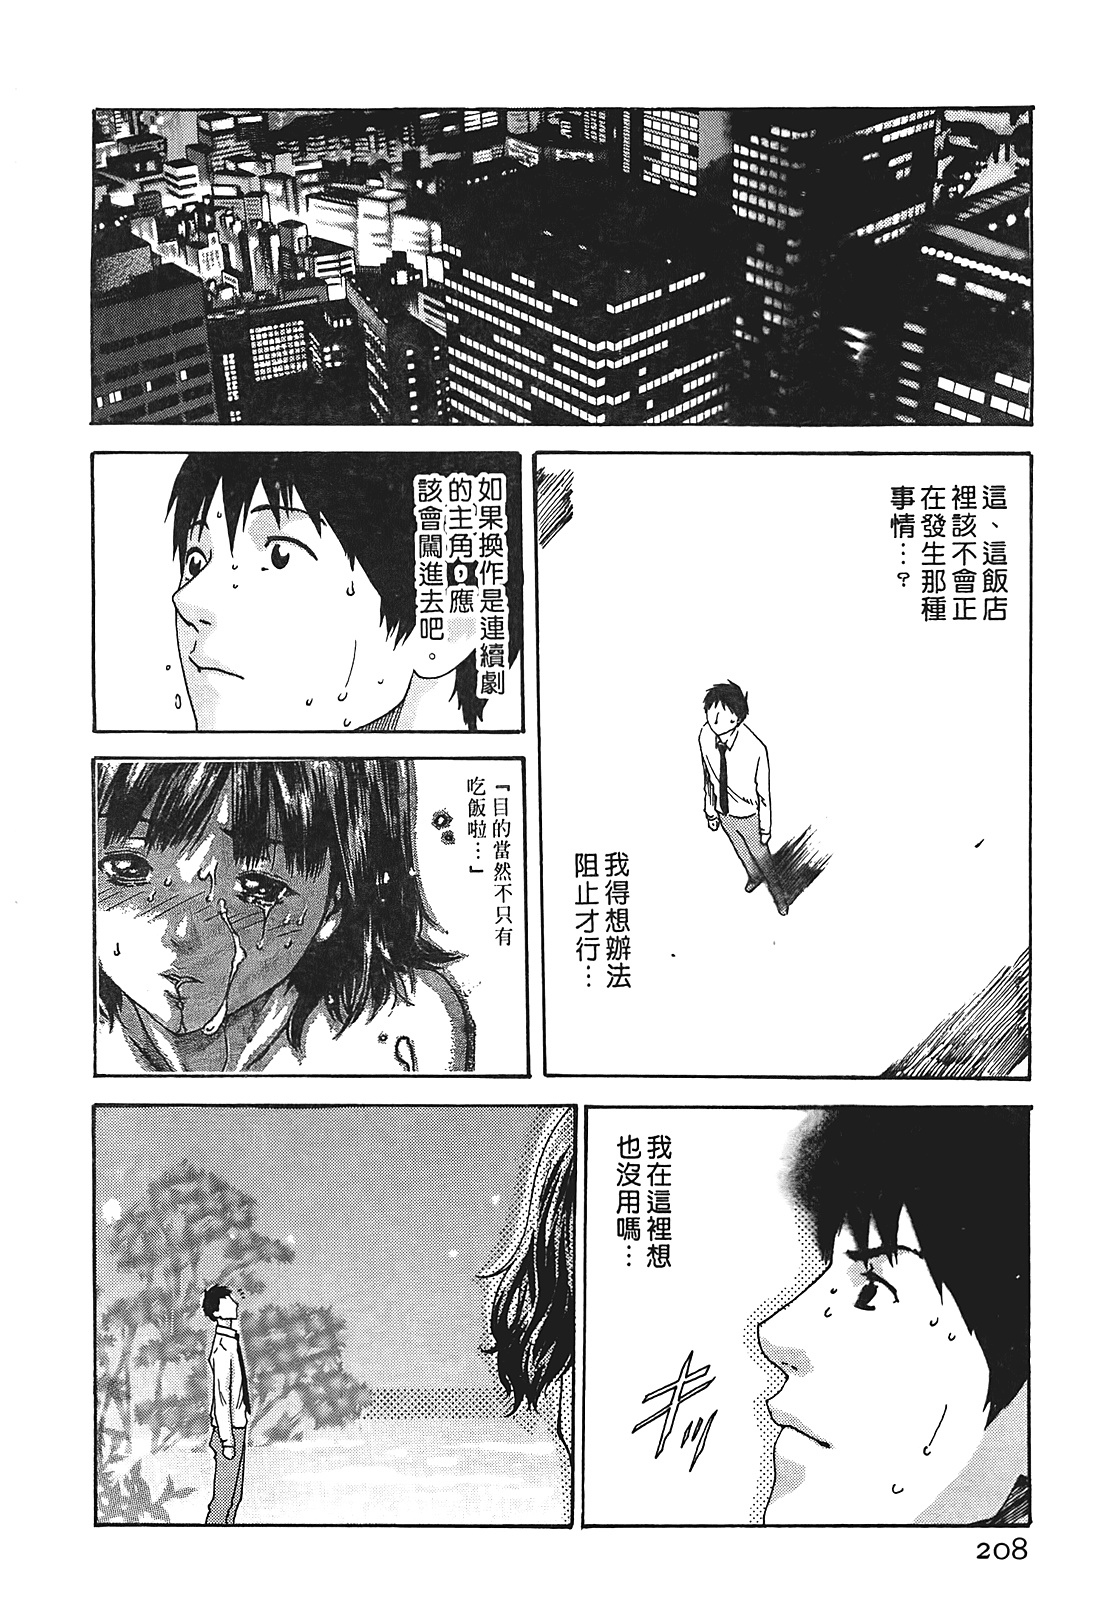 這、這飯店
裡該不會正
在發生那種
事情…？
我得想辦法
阻止才行…
如果換作是連續劇
的主角，應
該會闖進去吧。
『目的當然不只有
吃飯啦…』
我在這裡想
也沒用嗎…
キッ
208